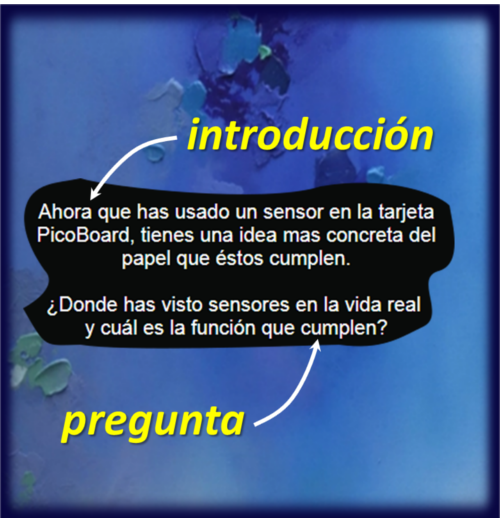 introducción
Ahora que has usado un sensor en la tarjeta
PicoBoard, tienes una idea mas concreta del
papel que éstos cumplen.
¿Donde has visto sensores en la vida real
y cuál es la función que cumplen?
pregunta